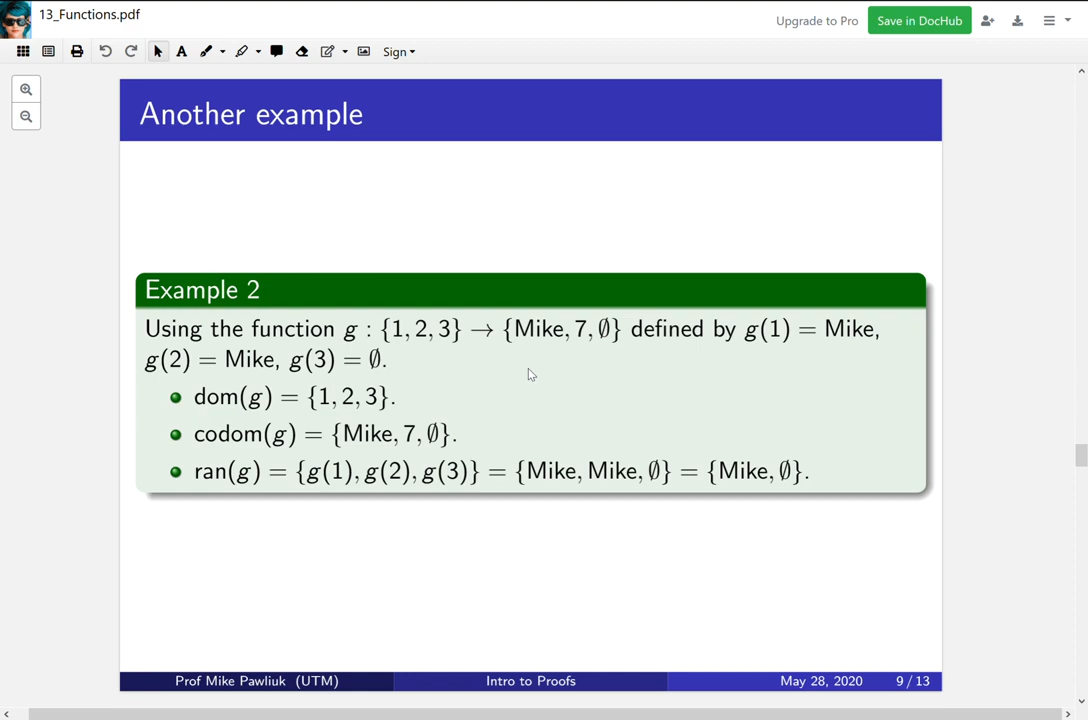 13_Functions.pdf
Upgrade to Pro
Save in DocHub
A
Sign
Another example
Example 2
Using the function g : {1, 2, 3} → {Mike, 7, ∅} defined by g(1) = Mike,
g(2) = Mike, g(3) = ∅.
dom(g) = {1, 2, 3}.
codom(g) = {Mike, 7, ∅}.
ran(g) = {g(1), g(2), g(3)} = {Mike, Mike, ∅} = {Mike, ∅}.
Prof Mike Pawliuk (UTM) Intro to Proofs May 28, 2020 9 / 13